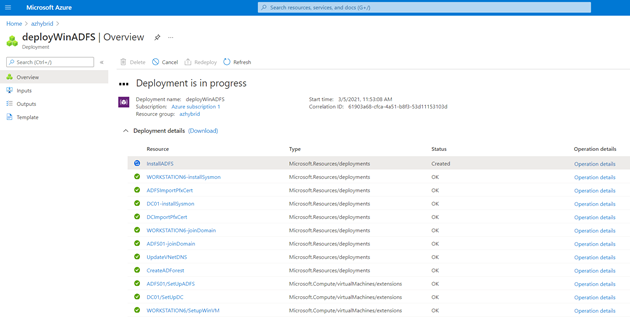 Microsoft Azure
Search resources, services, and docs (G+/)
Home > azhybrid >
deployWinADFS | Overview
Deployment
Search (Ctrl+/)
«
Delete Cancel Redeploy Refresh
Overview
Inputs
Outputs
Template
Deployment is in progress
Deployment name: deployWinADFS
Subscription: Azure subscription 1
Resource group: azhybrid
Start time: 3/5/2021, 11:53:08 AM
Correlation ID: 61903a68-cfca-4a51-b8f3-53d11153103d
Deployment details (Download)
Resource Type Status Operation details
InstallADFS Microsoft.Resources/deployments Created Operation details
WORKSTATION6-InstallSysmon Microsoft.Resources/deployments OK Operation details
ADFSImportPfxCert Microsoft.Resources/deployments OK Operation details
DC01-installSysmon Microsoft.Resources/deployments OK Operation details
DCImportPfxCert Microsoft.Resources/deployments OK Operation details
WORKSTATION6-joinDomain Microsoft.Resources/deployments OK Operation details
ADFS01-joinDomain Microsoft.Resources/deployments OK Operation details
UpdateVNetDNS Microsoft.Resources/deployments OK Operation details
CreateADForest Microsoft.Resources/deployments OK Operation details
ADFS01/SetUpADFS Microsoft.Compute/virtualMachines/extensions OK Operation details
DC01/SetUpDC Microsoft.Compute/virtualMachines/extensions OK Operation details
WORKSTATION6/SetupWinVM Microsoft.Compute/virtualMachines/extensions OK Operation details